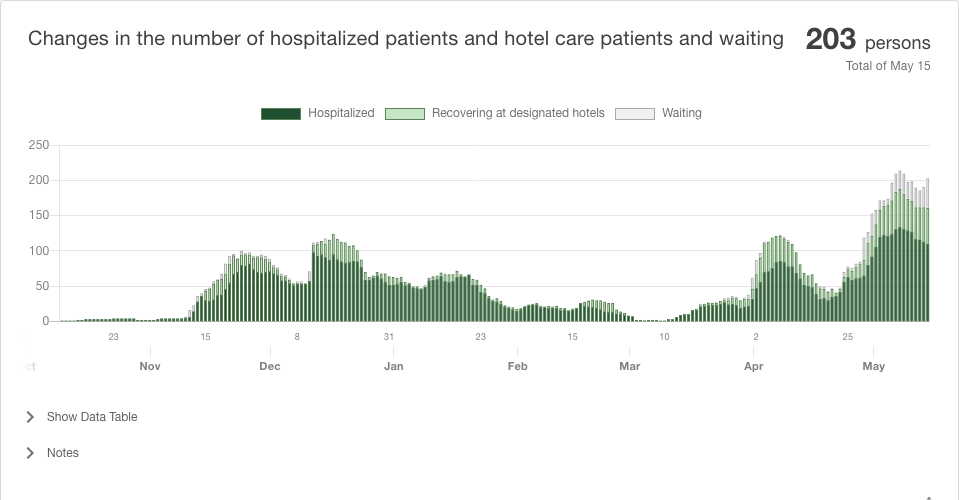 Changes in the number of hospitalized patients and hotel care patients and waiting 203 persons
Total of May 15
Hospitalized Recovering at designated hotels Waiting
250
200
150
100
50
0
23 15 8 31 23 15 10 2 25
ct Nov Dec Jan Feb Mar Apr May
Show Data Table
Notes